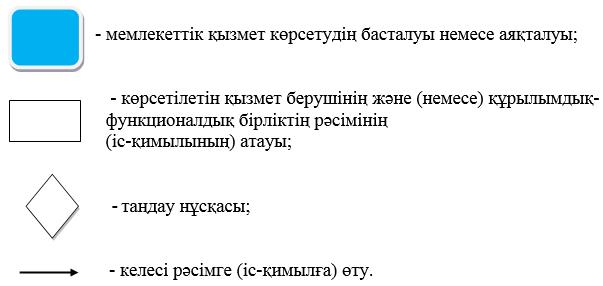 - мемлекеттік қызмет көрсетудің басталуы немесе аяқталуы;
- көрсетілетін қызмет берушінің және (немесе) құрылымдық-
функционалдық бірліктің рәсімінің
(іс-қимылының) атауы;
- тандау нұсқасы;
- келесі рәсімге (іс-қимылға) өту.